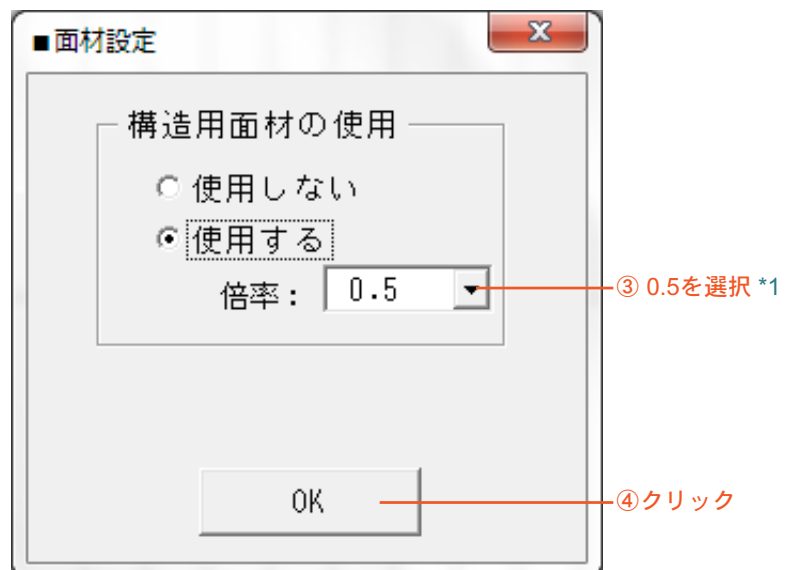 ■面材設定
構造用面材の使用
使用しない
使用する
倍率： 0.5
③ 0.5を選択 *1
OK
④クリック